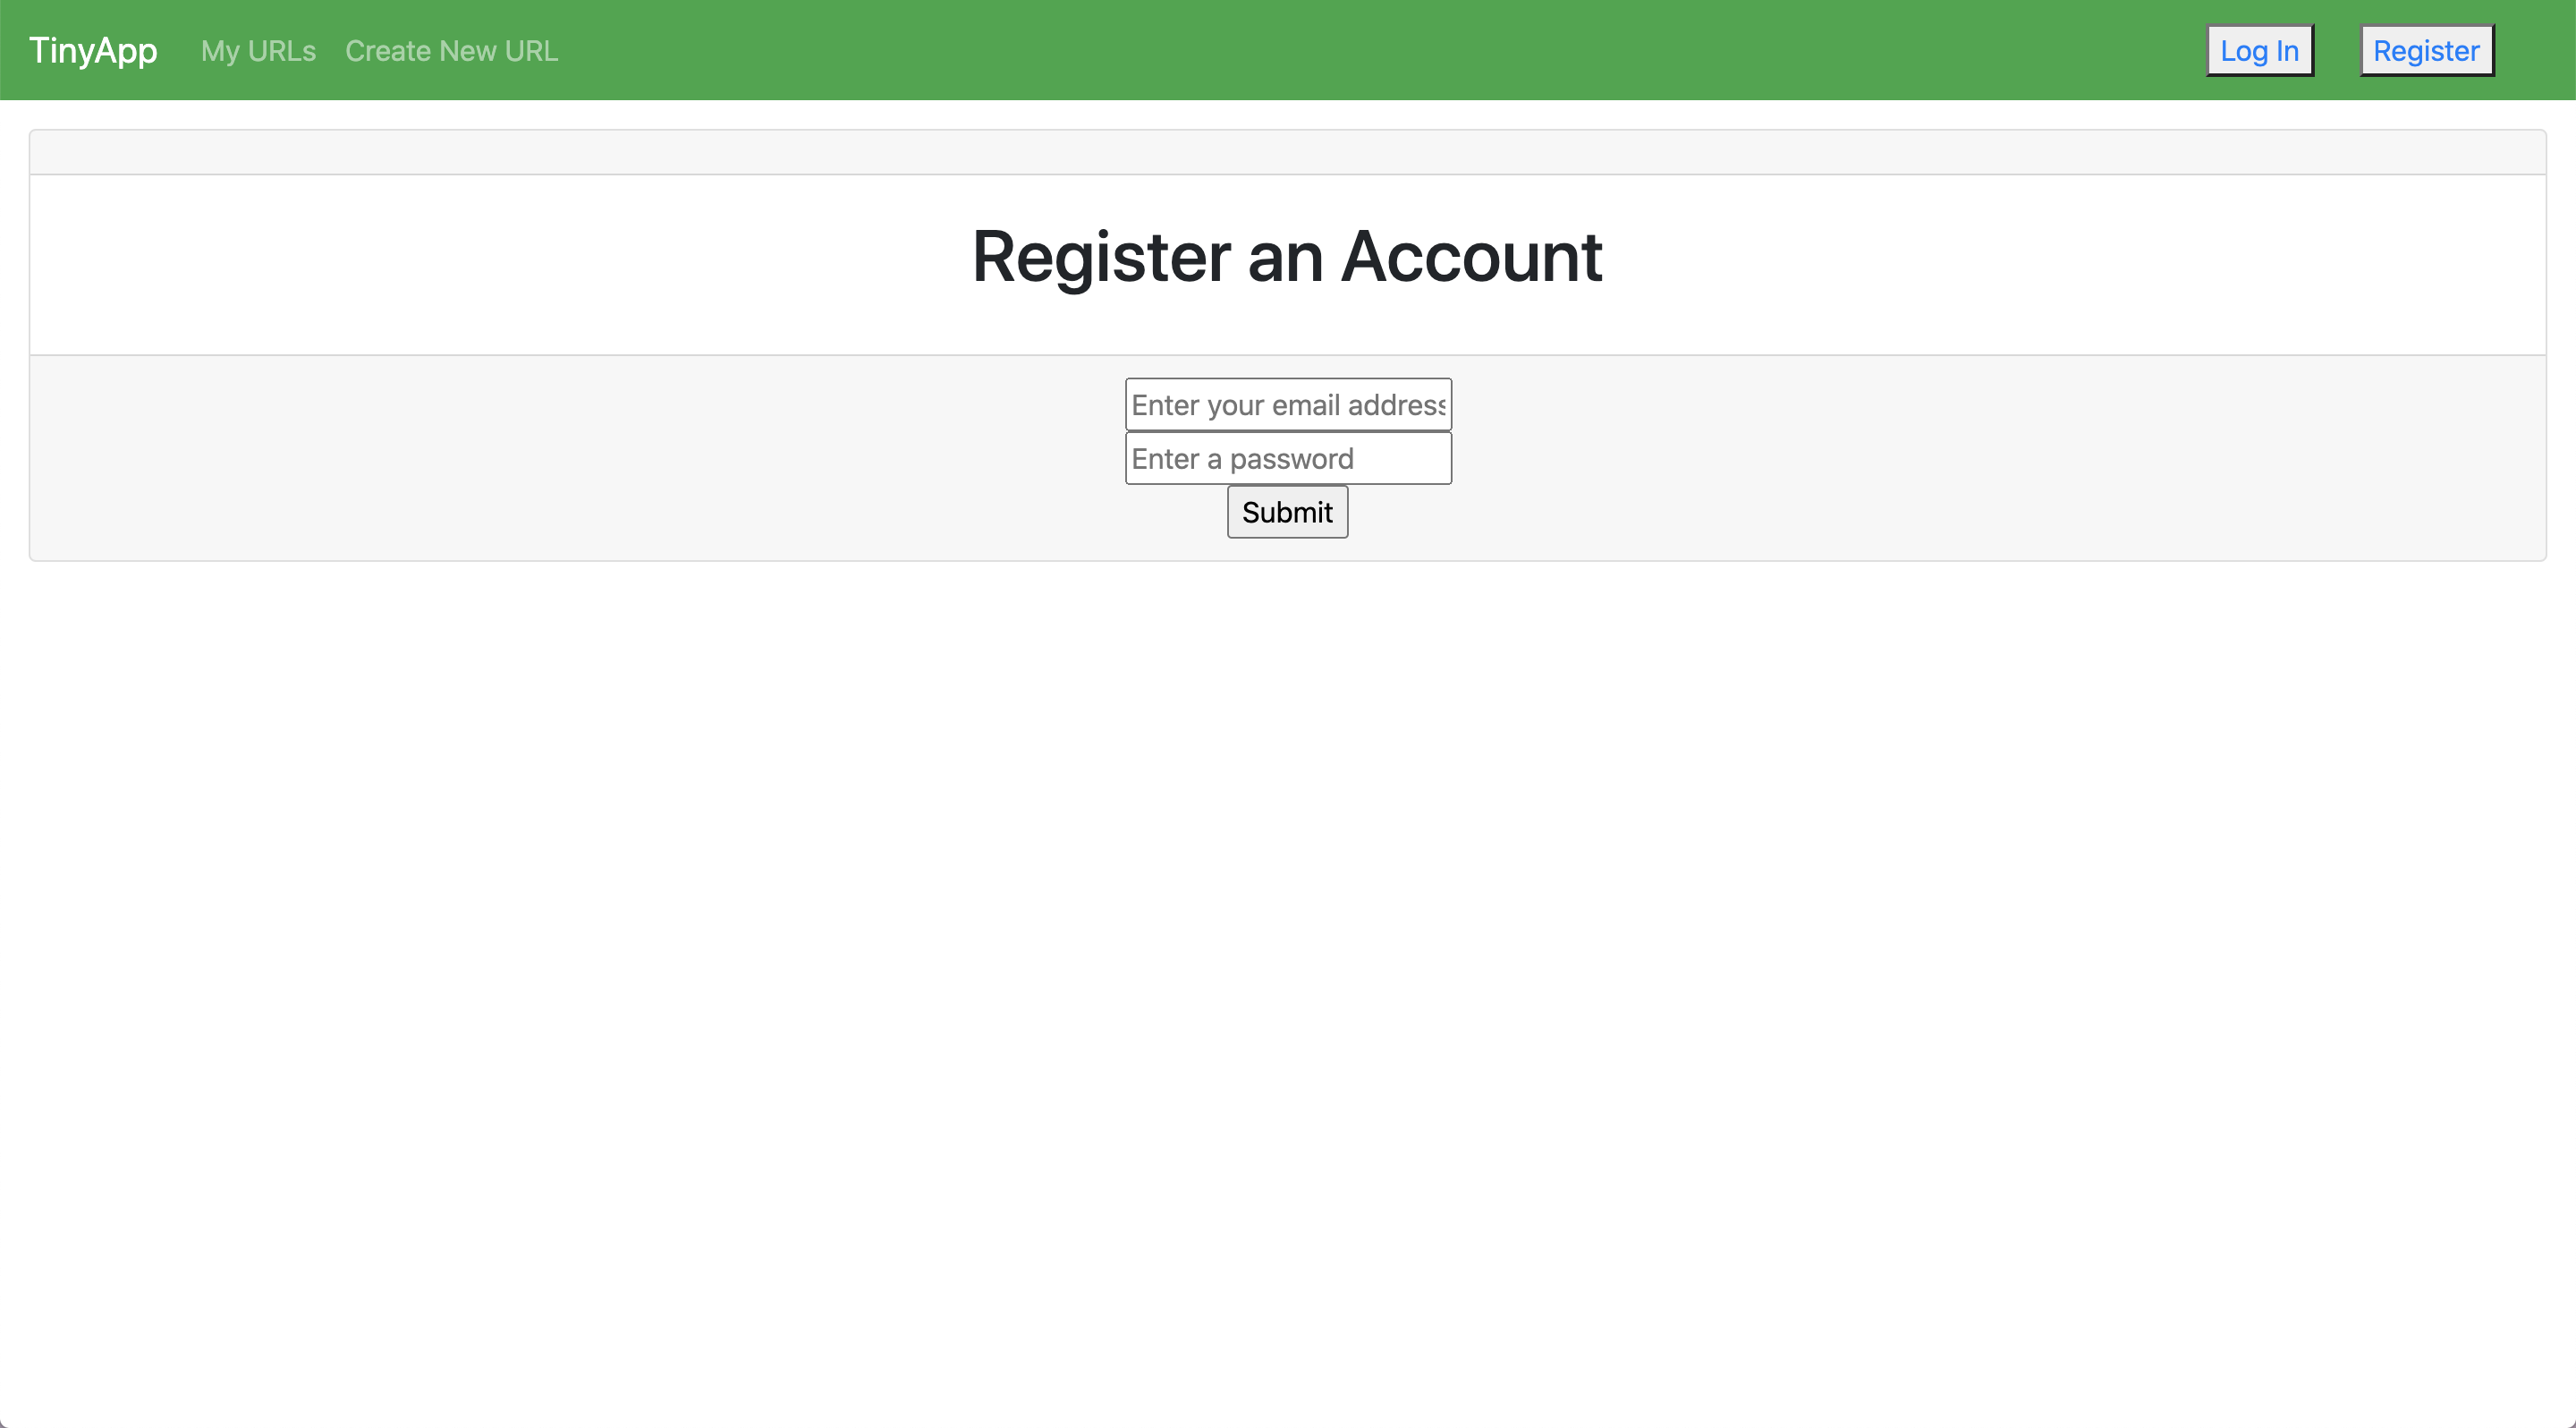 TinyApp My URLs Create New URL Log In Register
Register an Account
Enter your email address
Enter a password
Submit